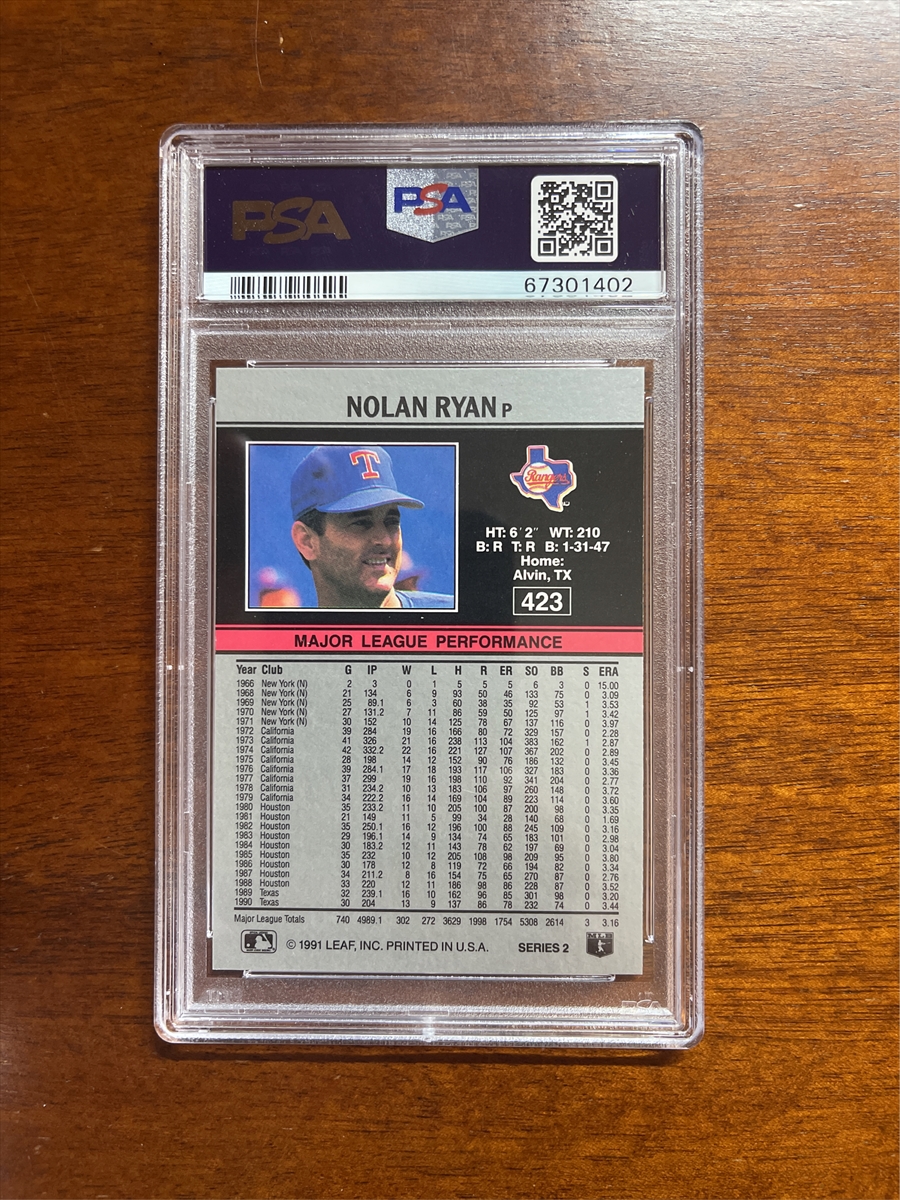 PSA
PSA
67301402
NOLAN RYAN P
T
Rangers
HT: 6'2" WT: 210
B: R T: R B: 1-31-47
Home:
Alvin, TX
423
MAJOR LEAGUE PERFORMANCE
Year Club G IP W L H R ER SO BB S ERA
1966 New York (N) 2 3 0 1 5 5 5 6 3 0 15.00
1968 New York (N) 21 134 6 9 93 50 46 133 75 0 3.09
1969 New York (N) 25 89.1 6 3 60 38 35 92 53 1 3.53
1970 New York (N) 27 131.2 7 11 86 59 50 125 97 1 3.42
1971 New York (N) 30 152 10 14 125 78 67 137 116 0 3.97
1972 California 39 284 19 16 166 80 72 329 157 0 2.28
1973 California 41 326 21 16 238 113 104 383 162 1 2.87
1974 California 42 332.2 22 16 221 127 107 367 202 0 2.89
1975 California 28 198 14 12 152 90 76 186 132 0 3.45
1976 California 39 284.1 17 18 193 117 106 327 183 0 3.36
1977 California 37 299 19 16 198 110 92 341 204 0 2.77
1978 California 31 234.2 10 13 183 106 97 260 148 0 3.72
1979 California 34 222.2 16 14 169 104 89 223 114 0 3.60
1980 Houston 35 233.2 11 10 205 100 87 200 98 0 3.35
1981 Houston 21 149 11 5 99 34 28 140 68 0 1.69
1982 Houston 35 250.1 16 12 196 100 88 245 109 0 3.16
1983 Houston 29 196.1 14 9 134 74 65 183 101 0 2.98
1984 Houston 30 183.2 12 11 143 78 62 197 69 0 3.04
1985 Houston 35 232 10 12 205 108 98 209 95 0 3.80
1986 Houston 30 178 12 8 119 72 66 194 82 0 3.34
1987 Houston 34 211.2 8 16 154 75 65 270 87 0 2.76
1988 Houston 33 220 12 11 186 98 86 228 87 0 3.52
1989 Texas 32 239.1 16 10 162 96 85 301 98 0 3.20
1990 Texas 30 204 13 9 137 86 78 232 74 0 3.44
Major League Totals 740 4989.1 302 272 3629 1998 1754 5308 2614 3 3.16
© 1991 LEAF, INC. PRINTED IN U.S.A. SERIES 2
PSA